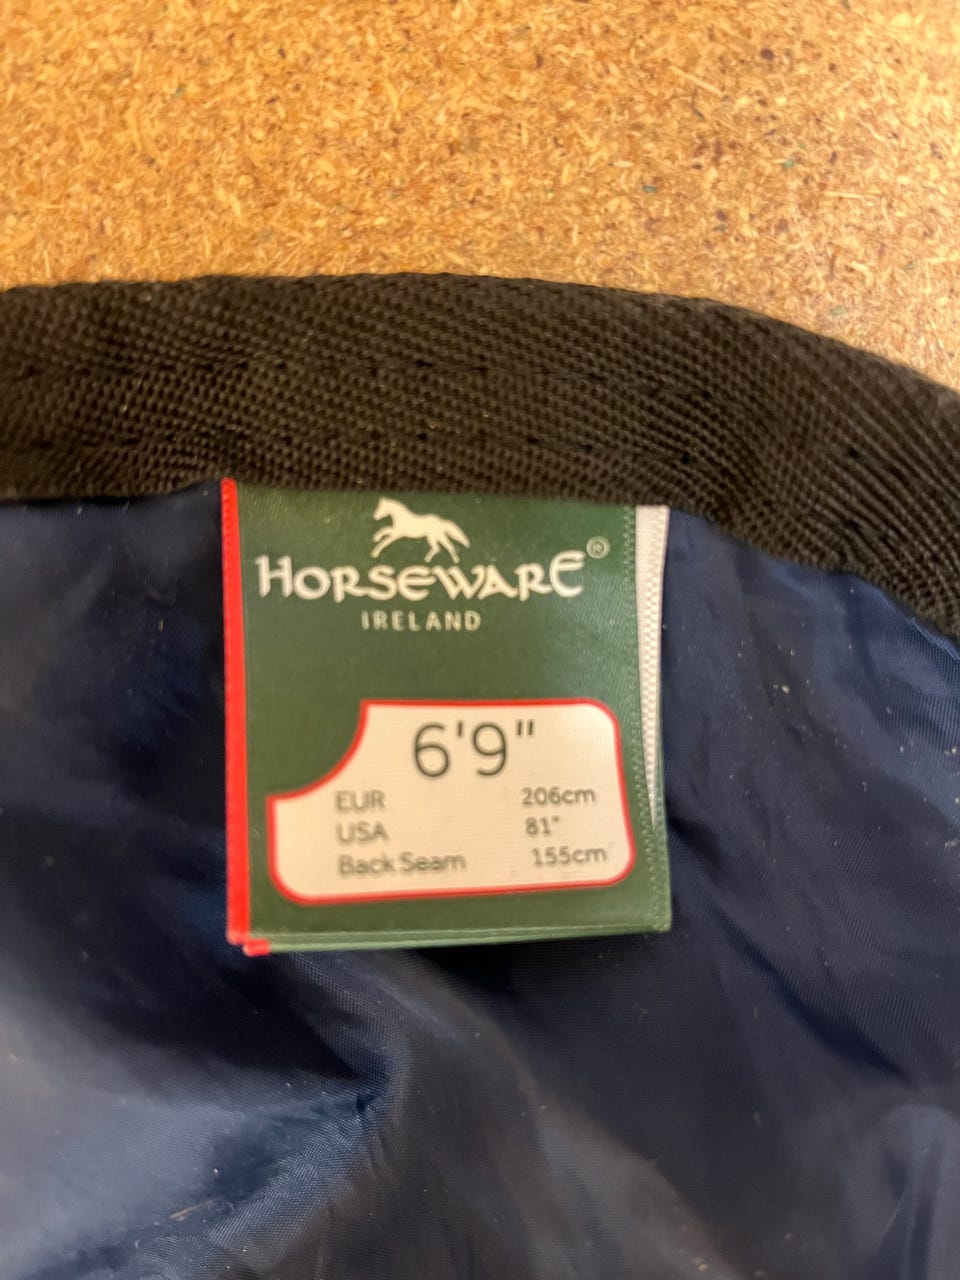 HORSEWARE®
IRELAND
6'9"
EUR 206cm
USA 81"
Back Seam 155cm